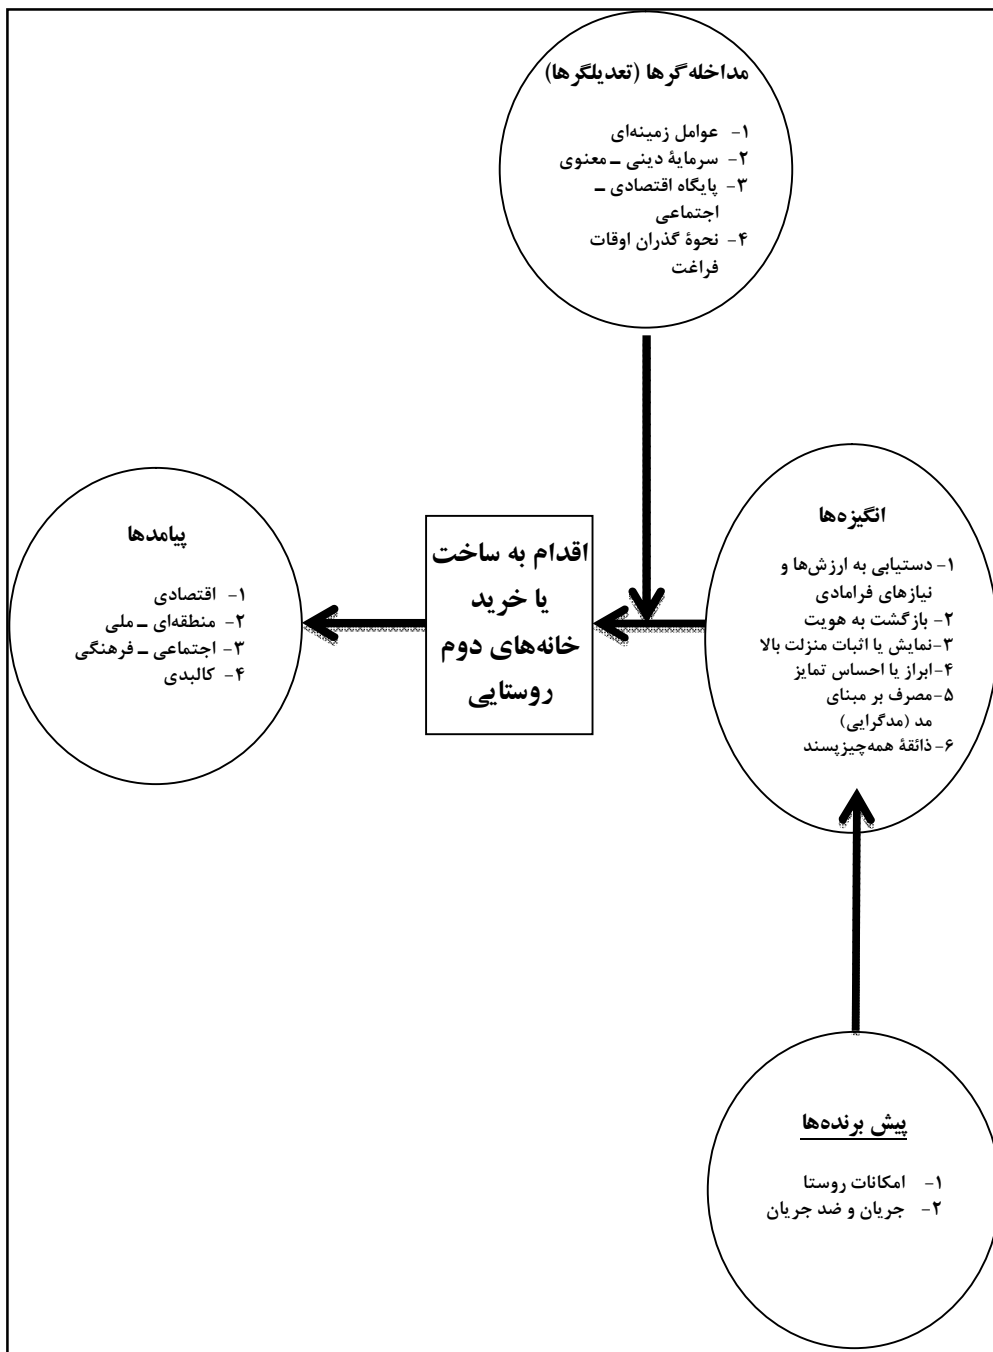 مداخله‌گرها (تعدیلگرها)
۱- عوامل زمینه‌ای
۲- سرمایۀ دینی ـ معنوی
۳- پایگاه اقتصادی ـ
اجتماعی
۴- نحوۀ گذران اوقات
فراغت
انگیزه‌ها
۱- دستیابی به ارزش‌ها و
نیازهای فرامادی
۲- بازگشت به هویت
۳-نمایش یا اثبات منزلت بالا
۴-ابراز یا احساس تمایز
۵-مصرف بر مبنای
مد (مدگرایی)
۶-ذائقۀ همه‌چیزپسند
اقدام به ساخت
یا خرید
خانه‌های دوم
روستایی
پیامدها
۱- اقتصادی
۲- منطقه‌ای ـ ملی
۳- اجتماعی ـ فرهنگی
۴- کالبدی
پیش برنده‌ها
۱- امکانات روستا
۲- جریان و ضد جریان